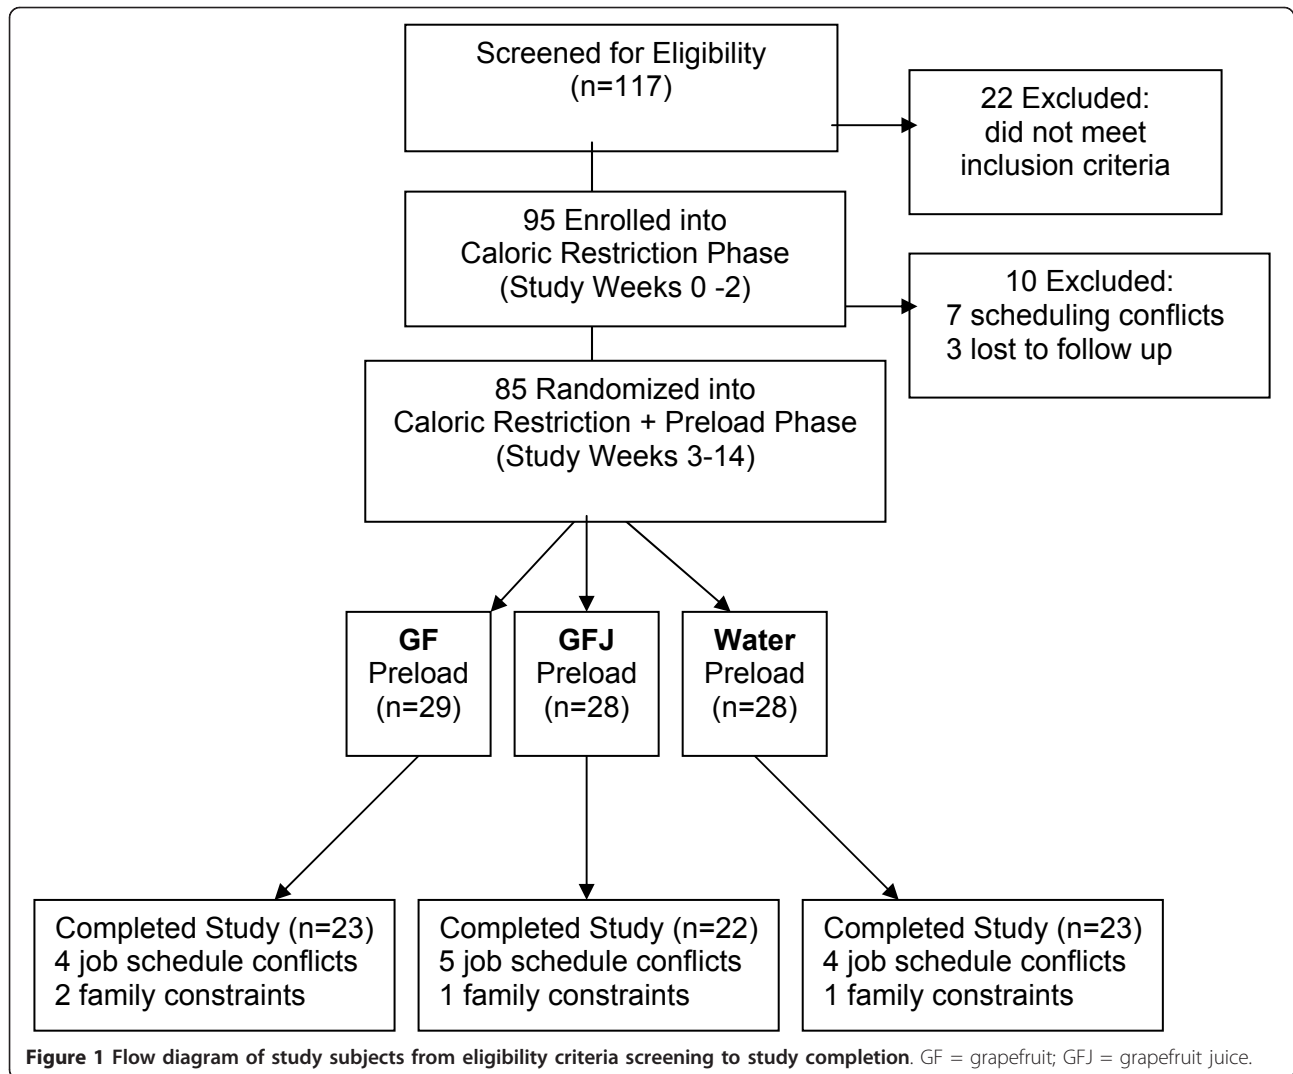 Screened for Eligibility
(n=117)
22 Excluded:
did not meet
inclusion criteria
95 Enrolled into
Caloric Restriction Phase
(Study Weeks 0 -2)
10 Excluded:
7 scheduling conflicts
3 lost to follow up
85 Randomized into
Caloric Restriction + Preload Phase
(Study Weeks 3-14)
GF
Preload
(n=29)
GFJ
Preload
(n=28)
Water
Preload
(n=28)
Completed Study (n=23)
4 job schedule conflicts
2 family constraints
Completed Study (n=22)
5 job schedule conflicts
1 family constraints
Completed Study (n=23)
4 job schedule conflicts
1 family constraints
Figure 1 Flow diagram of study subjects from eligibility criteria screening to study completion. GF = grapefruit; GFJ = grapefruit juice.